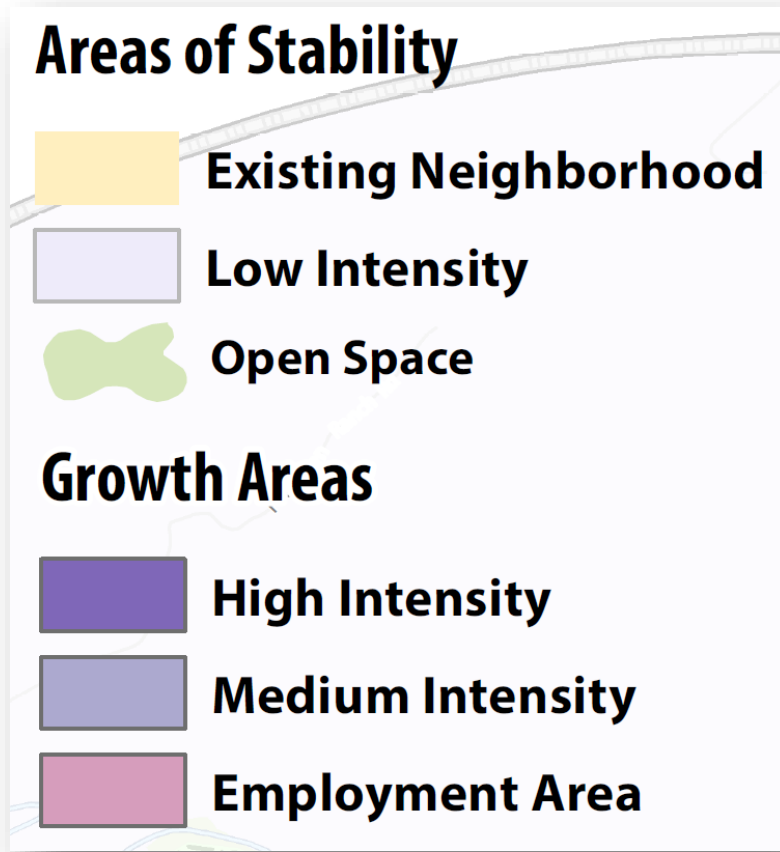 Areas of Stability
Existing Neighborhood
Low Intensity
Open Space
Growth Areas
High Intensity
Medium Intensity
Employment Area